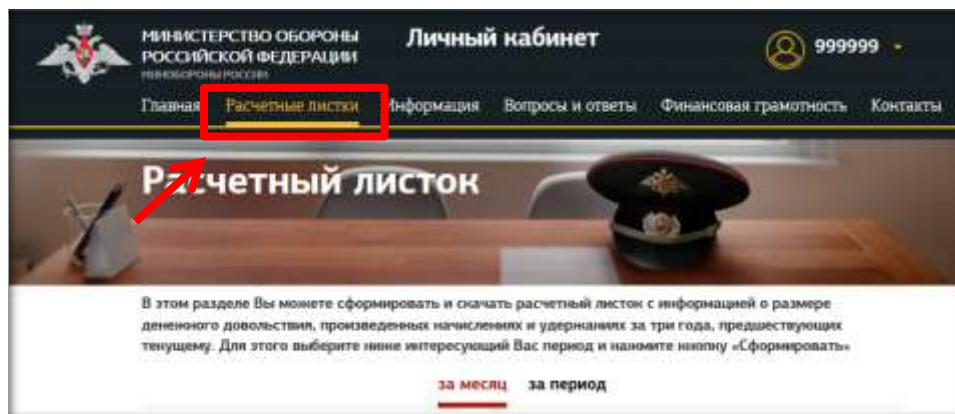 МИНИСТЕРСТВО ОБОРОНЫ
РОССИЙСКОЙ ФЕДЕРАЦИИ
МИНОБОРОНЫ РОССИИ
Личный кабинет
999999
Главная Расчетные листки Информация Вопросы и ответы Финансовая грамотность Контакты
Расчетный листок
В этом разделе Вы можете сформировать и скачать расчетный листок с информацией о размере
денежного довольствия, произведенных начислениях и удержаниях за три года, предшествующих
текущему. Для этого выберите ниже интересующий Вас период и нажмите кнопку «Сформировать»
за месяц за период